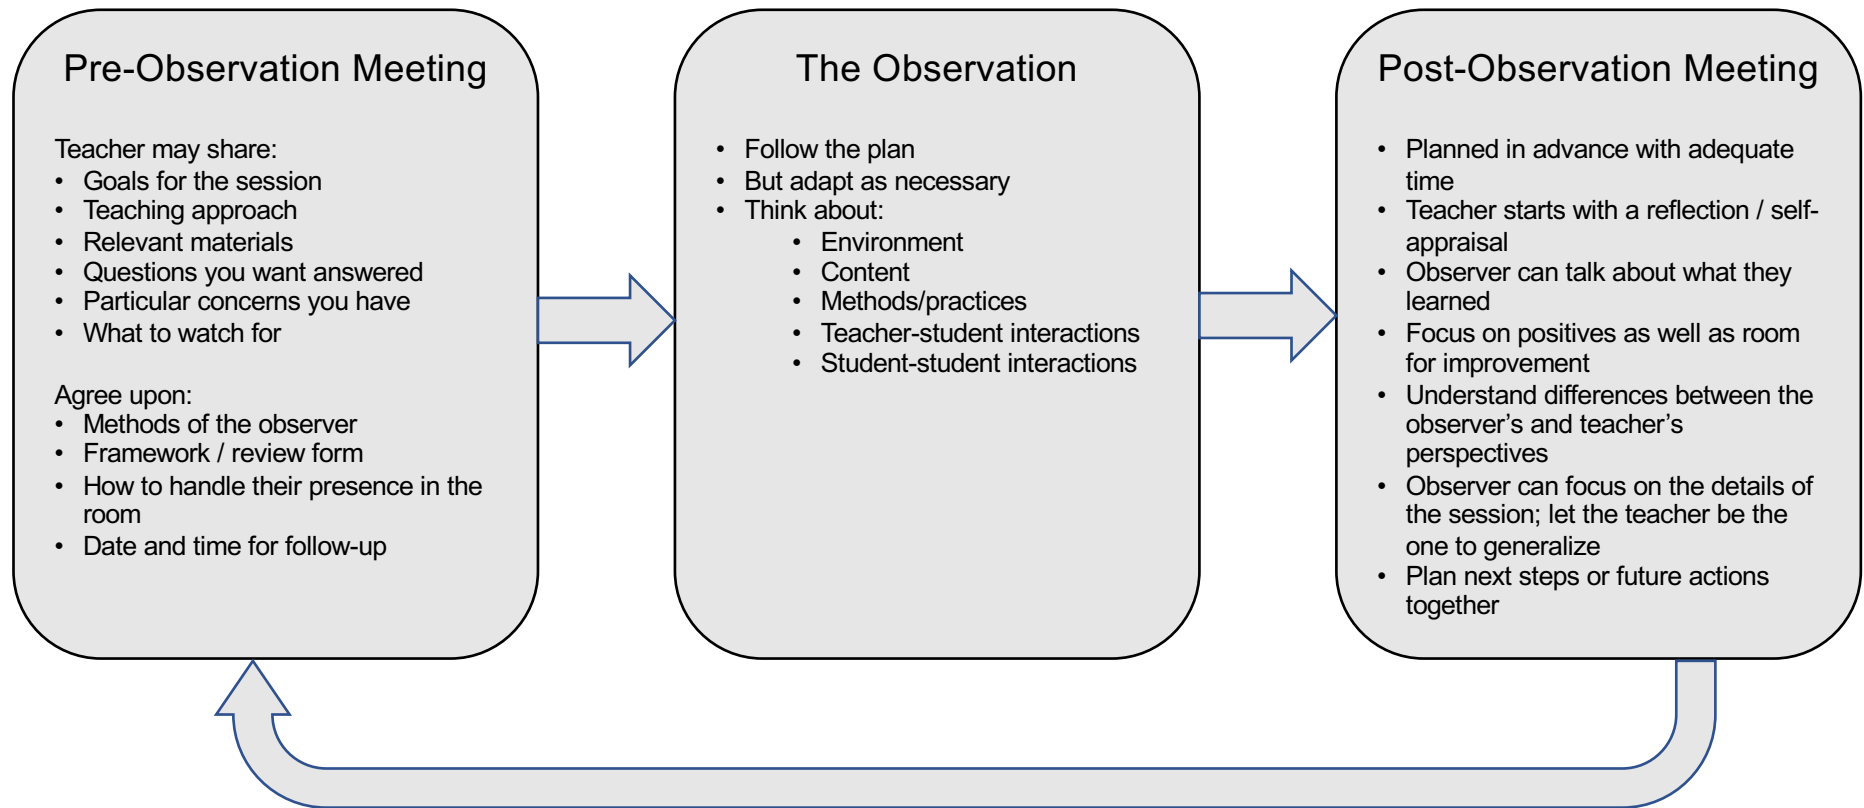 Pre-Observation Meeting
Teacher may share:
• Goals for the session
• Teaching approach
• Relevant materials
• Questions you want answered
• Particular concerns you have
• What to watch for
Agree upon:
• Methods of the observer
• Framework / review form
• How to handle their presence in the
room
• Date and time for follow-up
The Observation
• Follow the plan
• But adapt as necessary
• Think about:
• Environment
• Content
• Methods/practices
• Teacher-student interactions
• Student-student interactions
Post-Observation Meeting
• Planned in advance with adequate
time
• Teacher starts with a reflection / self-
appraisal
• Observer can talk about what they
learned
• Focus on positives as well as room
for improvement
• Understand differences between the
observer’s and teacher’s
perspectives
• Observer can focus on the details of
the session; let the teacher be the
one to generalize
• Plan next steps or future actions
together